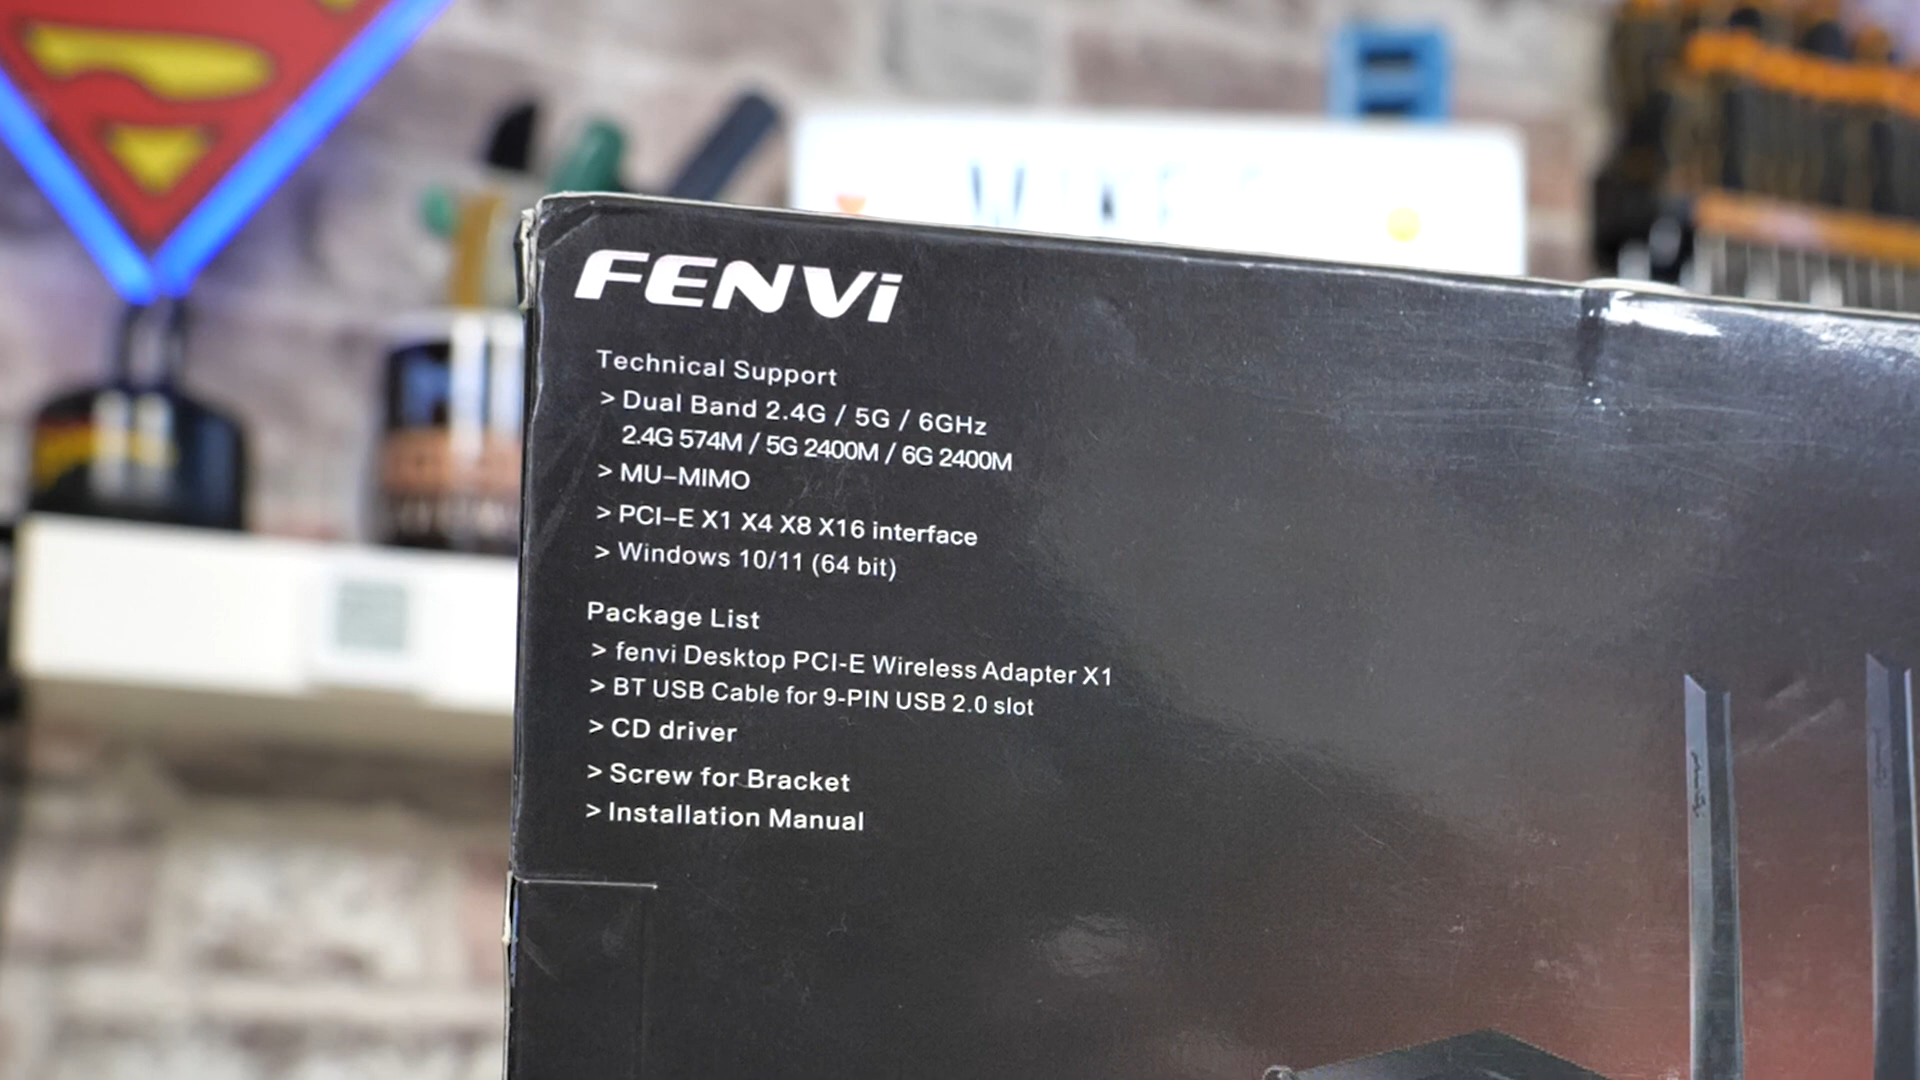 FENVi
Technical Support
> Dual Band 2.4G / 5G / 6GHz
2.4G 574M / 5G 2400M / 6G 2400M
> MU-MIMO
> PCI-E X1 X4 X8 X16 interface
> Windows 10/11 (64 bit)
Package List
> fenvi Desktop PCI-E Wireless Adapter X1
> BT USB Cable for 9-PIN USB 2.0 slot
> CD driver
> Screw for Bracket
> Installation Manual